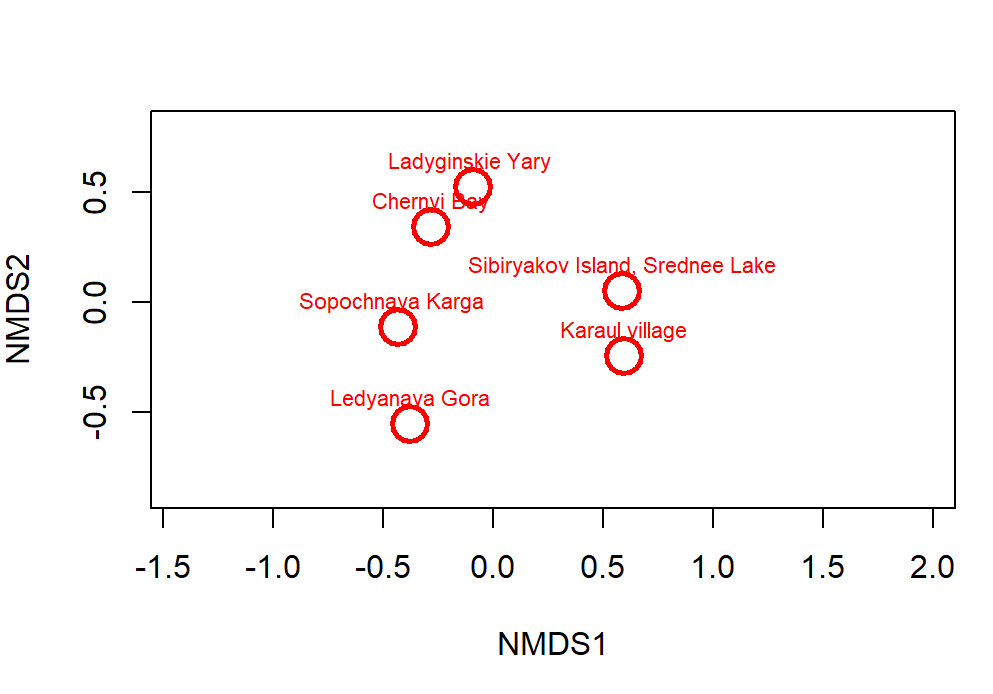 Ladyginskie Yary
Chernyi Bay
Sibiryakov Island, Srednee Lake
Sopochnaya Karga
Karaul village
Ledyanaya Gora
NMDS2
0.5
0.0
-0.5
-1.5 -1.0 -0.5 0.0 0.5 1.0 1.5 2.0
NMDS1